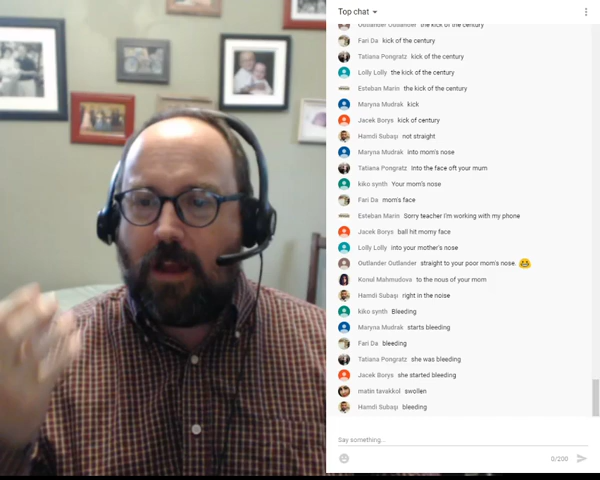 Top chat
Outlander Outlander the kick of the century
Fari Da kick of the century
Tatiana Pongratz kick of the century
Lolly Lolly the kick of the century
Esteban Marin the kick of the century
Maryna Mudrak kick
Jacek Borys kick of century
Hamdi Subaşı not straight
Maryna Mudrak into mom's nose
Tatiana Pongratz Into the face oft your mum
kiko synth Your mom's nose
Fari Da mom's face
Esteban Marin Sorry teacher I'm working with my phone
Jacek Borys ball hit momy face
Lolly Lolly into your mother's nose
Outlander Outlander straight to your poor mom's nose. 😂
Konul Mahmudova to the nous of your mom
Hamdi Subaşı right in the noise
kiko synth Bleeding
Maryna Mudrak starts bleeding
Fari Da bleeding
Tatiana Pongratz she was bleeding
Jacek Borys she started bleeding
matin tavakkol swollen
Hamdi Subaşı bleeding
Say something...
0/200